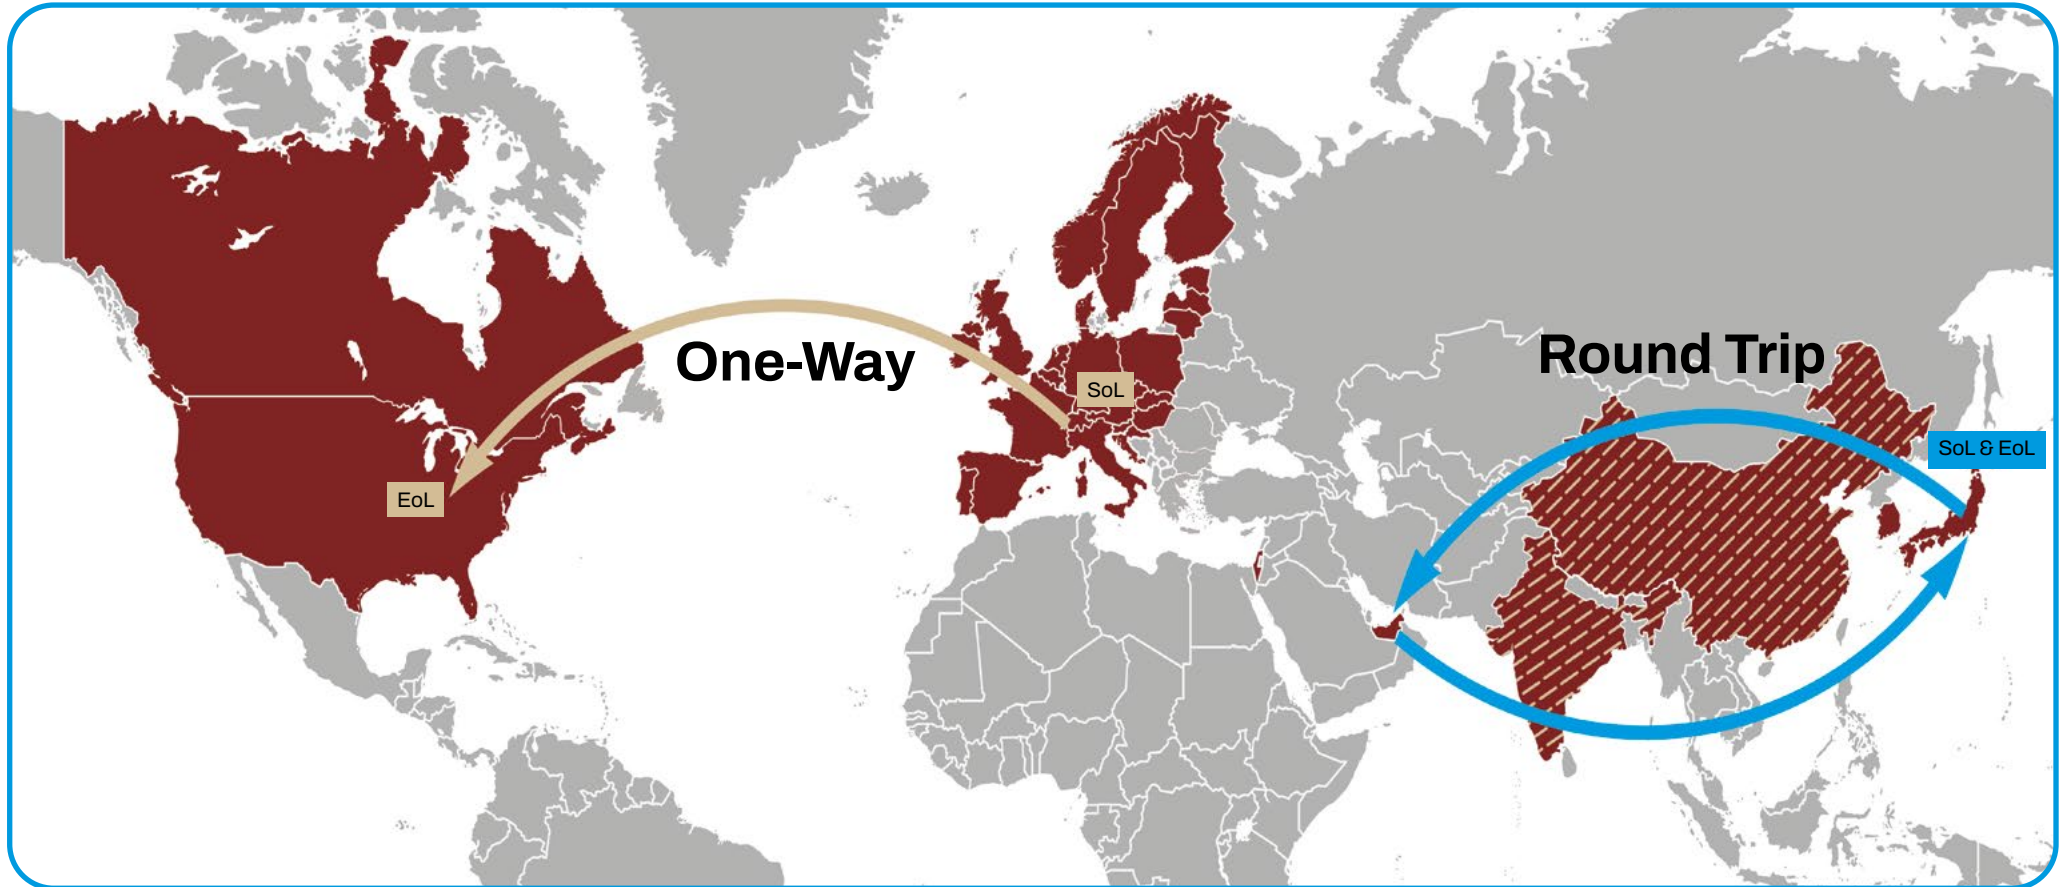 One-Way
SoL
EoL
Round Trip
SoL & EoL